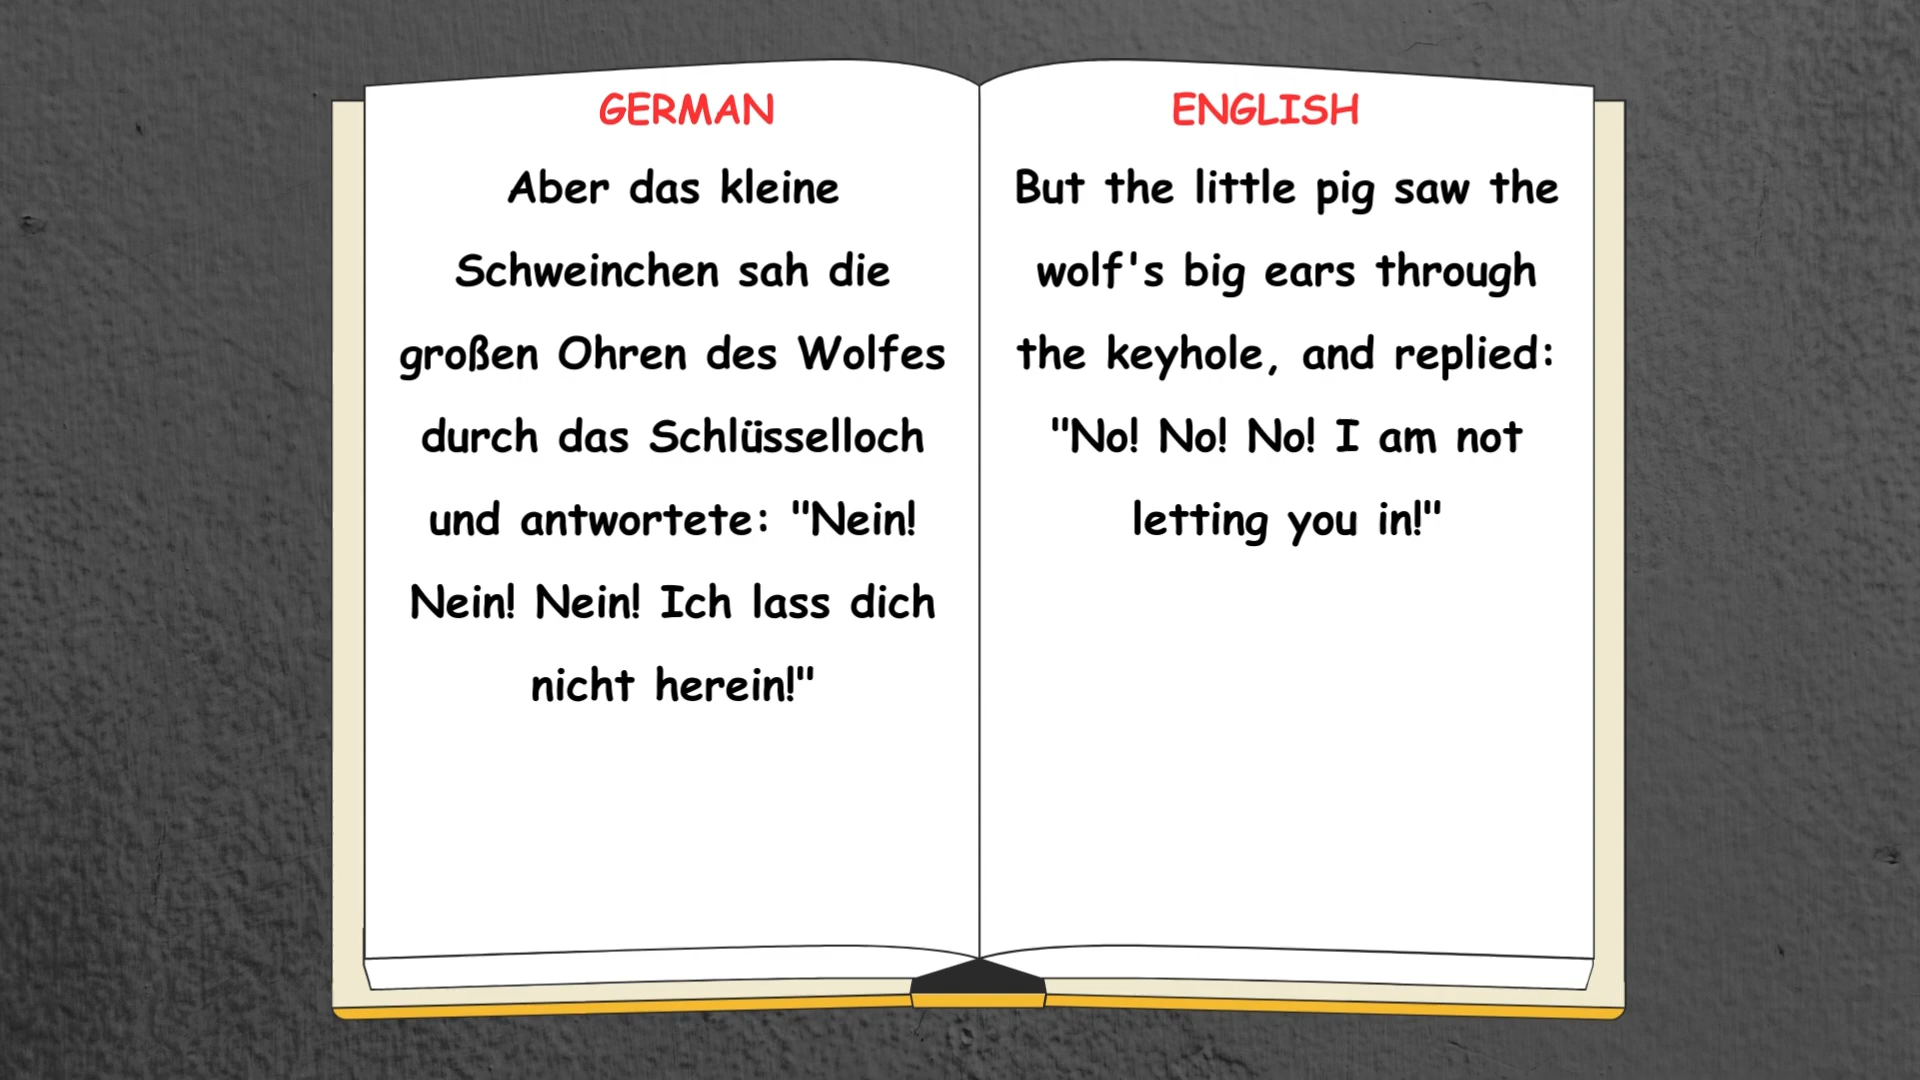 GERMAN
Aber das kleine
Schweinchen sah die
großen Ohren des Wolfes
durch das Schlüsselloch
und antwortete: "Nein!
Nein! Nein! Ich lass dich
nicht herein!"
ENGLISH
But the little pig saw the
wolf's big ears through
the keyhole, and replied:
"No! No! No! I am not
letting you in!"